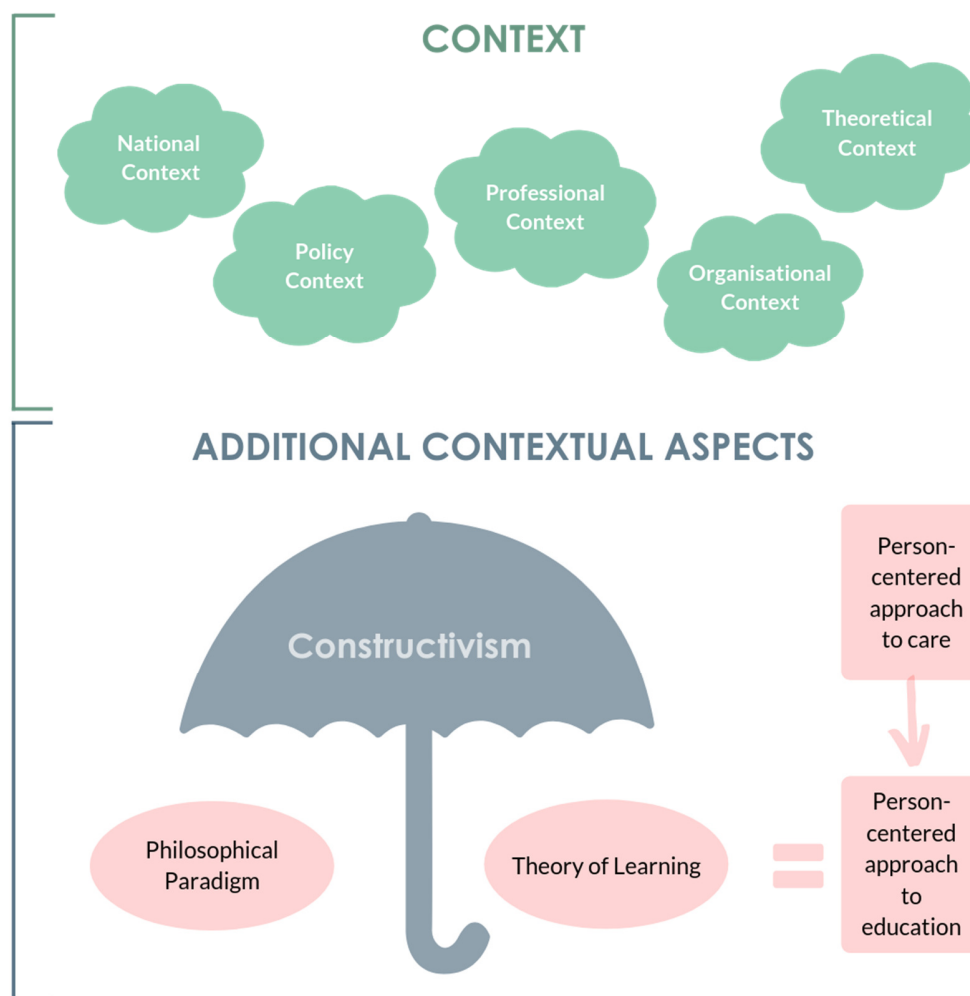 CONTEXT
National
Context
Policy
Context
Professional
Context
Organisational
Context
Theoretical
Context
ADDITIONAL CONTEXTUAL ASPECTS
Constructivism
Person-
centered
approach
to care
Philosophical
Paradigm
Theory of Learning
=
Person-
centered
approach
to
education